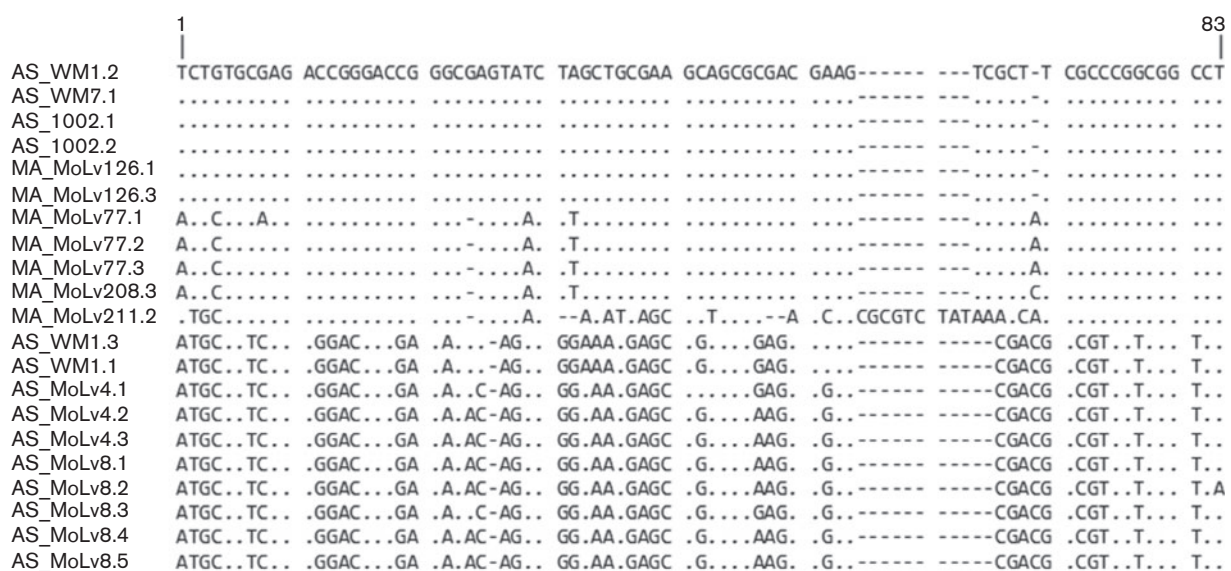 1 83
AS_WM1.2 TCTGTGCGAG ACCGGGACCG GGCGAGTATC TAGCTGCGAA GCAGCGCGAC GAAG------ ---TCGCT-T CGCCCGGCGG CCT
AS_WM7.1 .......... .......... .......... .......... .......... ....------ ---.....-. .......... ...
AS_1002.1 .......... .......... .......... .......... .......... ....------ ---.....-. .......... ...
AS_1002.2 .......... .......... .......... .......... .......... ....------ ---.....-. .......... ...
MA_MoLv126.1 .......... .......... .......... .......... .......... ....------ ---.....-. .......... ...
MA_MoLv126.3 .......... .......... .......... .......... .......... ....------ ---.....-. .......... ...
MA_MoLv77.1 A..C...A.. .......... ...-....A. .T........ .......... ....------ ---.....A. .......... ...
MA_MoLv77.2 A..C...... .......... ...-....A. .T........ .......... ....------ ---.....A. .......... ...
MA_MoLv77.3 A..C...... .......... ...-....A. .T........ .......... ....------ ---.....A. .......... ...
MA_MoLv208.3 A..C...... .......... ...-....A. .T........ .......... ....------ ---.....C. .......... ...
MA_MoLv211.2 .TGC...... .......... ...-....A. --A.AT.AGC ..T....--A .C..CGCGTC TATAAA.CA. .......... ...
AS_WM1.3 ATGC..TC.. .GGAC...GA .A...-AG.. GGAAA.GAGC .G....GAG. ....------ -----CGACG .CGT..T... T..
AS_WM1.1 ATGC..TC.. .GGAC...GA .A...-AG.. GGAAA.GAGC .G....GAG. ....------ -----CGACG .CGT..T... T..
AS_MoLv4.1 ATGC..TC.. .GGAC...GA .A..C-AG.. GG.AA.GAGC ......GAG. .G..------ -----CGACG .CGT..T... T..
AS_MoLv4.2 ATGC..TC.. .GGAC...GA .A.AC-AG.. GG.AA.GAGC .G....AAG. .G..------ -----CGACG .CGT..T... T..
AS_MoLv4.3 ATGC..TC.. .GGAC...GA .A.AC-AG.. GG.AA.GAGC .G....AAG. .G..------ -----CGACG .CGT..T... T..
AS_MoLv8.1 ATGC..TC.. .GGAC...GA .A.AC-AG.. GG.AA.GAGC .G....AAG. .G..------ -----CGACG .CGT..T... T..
AS_MoLv8.2 ATGC..TC.. .GGAC...GA .A.AC-AG.. GG.AA.GAGC .G....AAG. .G..------ -----CGACG .CGT..T... T.A
AS_MoLv8.3 ATGC..TC.. .GGAC...GA .A..C-AG.. GG.AA.GAGC .G....GAG. .G..------ -----CGACG .CGT..T... T..
AS_MoLv8.4 ATGC..TC.. .GGAC...GA .A.AC-AG.. GG.AA.GAGC .G....AAG. .G..------ -----CGACG .CGT..T... T..
AS_MoLv8.5 ATGC..TC.. .GGAC...GA .A.AC-AG.. GG.AA.GAGC .G....AAG. .G..------ -----CGACG .CGT..T... T..